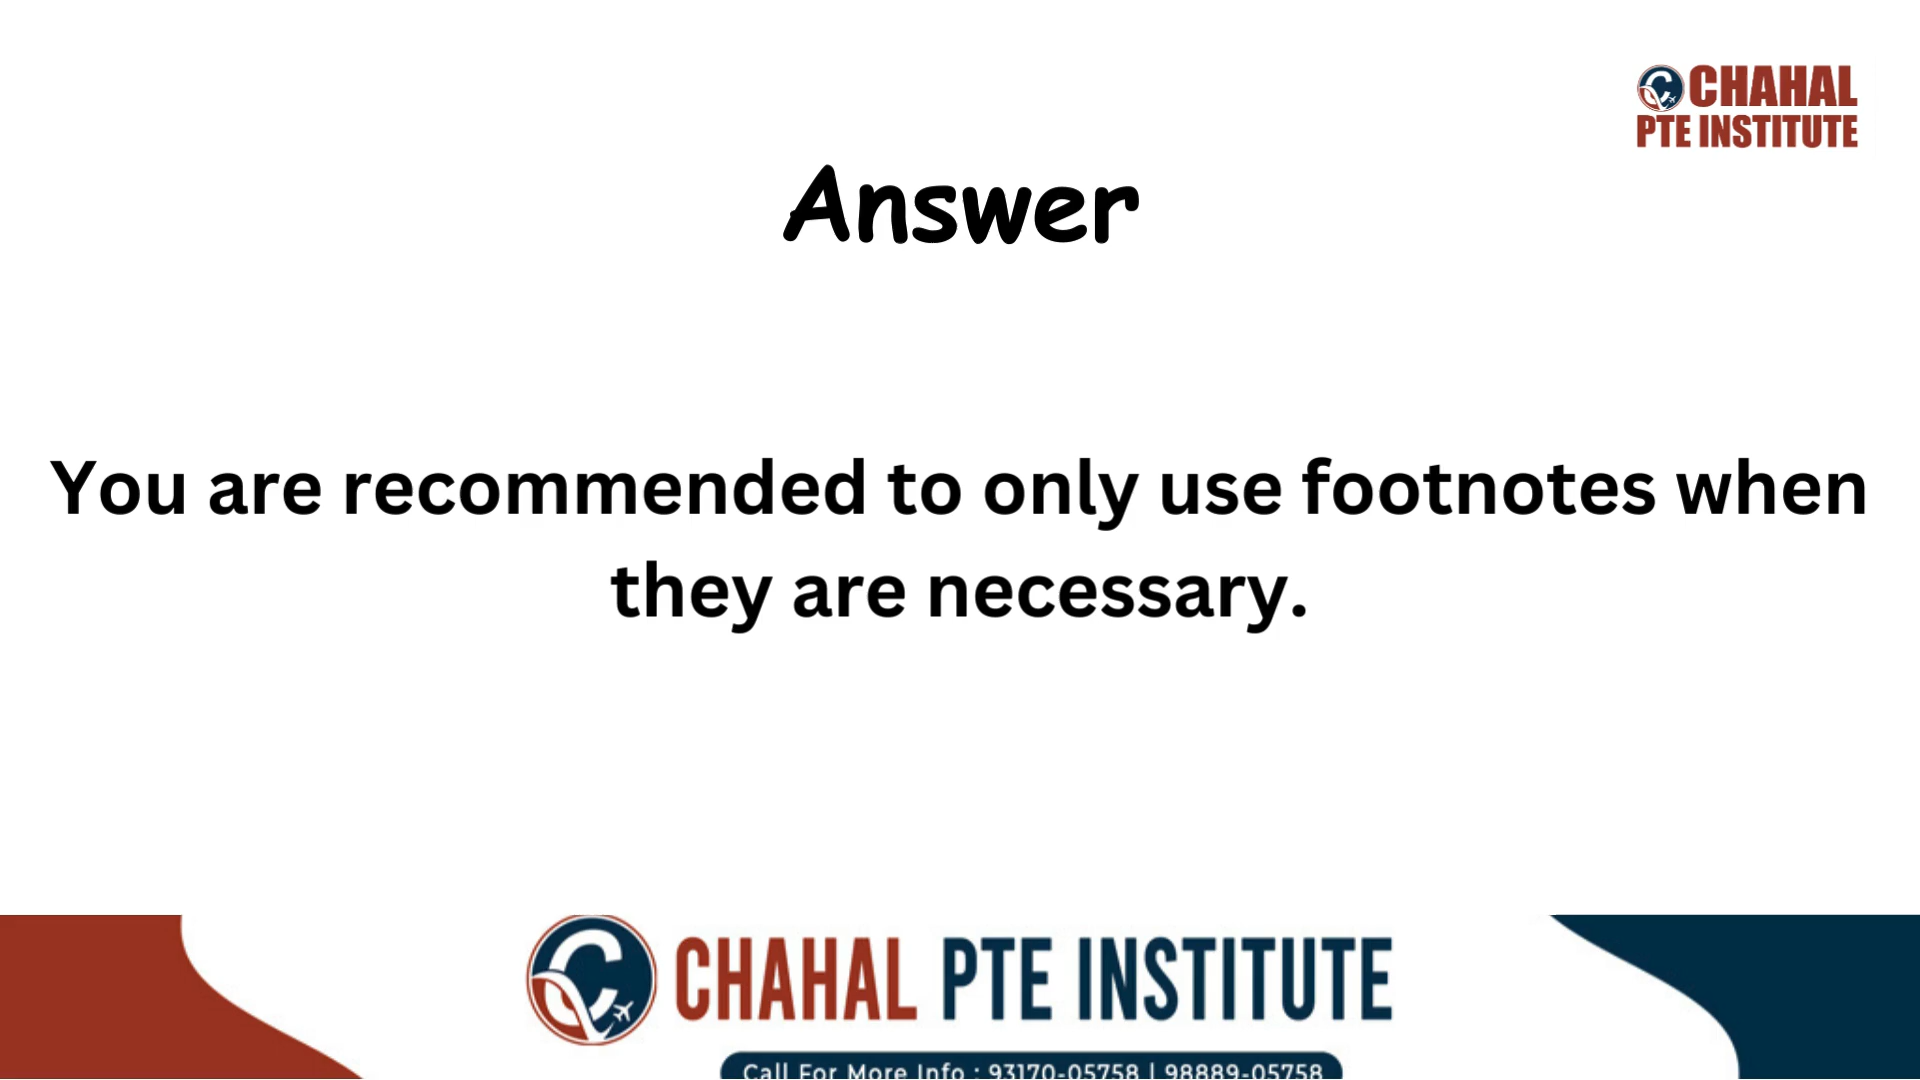 CHAHAL
PTE INSTITUTE
Answer
You are recommended to only use footnotes when
they are necessary.
CHAHAL PTE INSTITUTE
Call For More Info : 93170-05758 | 98889-05758